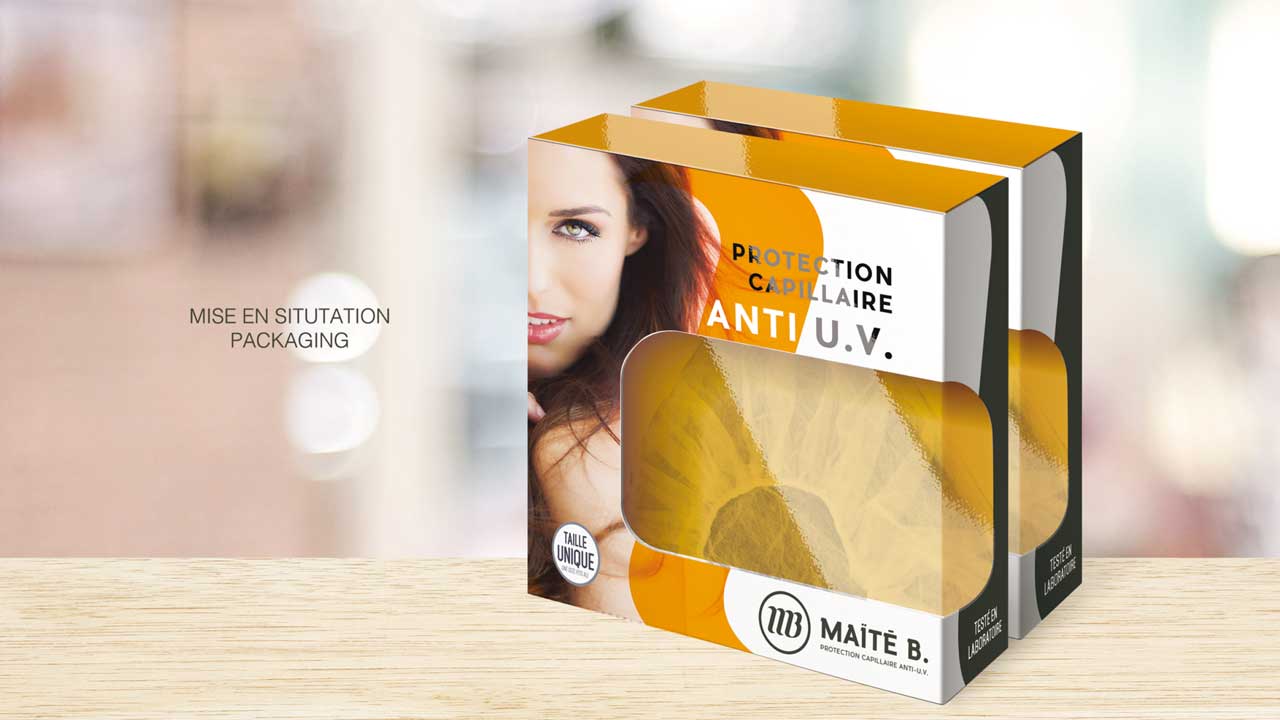 MISE EN SITUTATION
PACKAGING
PROTECTION
CAPILLAIRE
ANTI U.V.
TAILLE
UNIQUE
MB
MAÏTÉ B.
PROTECTION CAPILLAIRE ANTI-U.V.
TESTÉ EN
LABORATOIRE
TESTÉ EN
LABORATOIRE